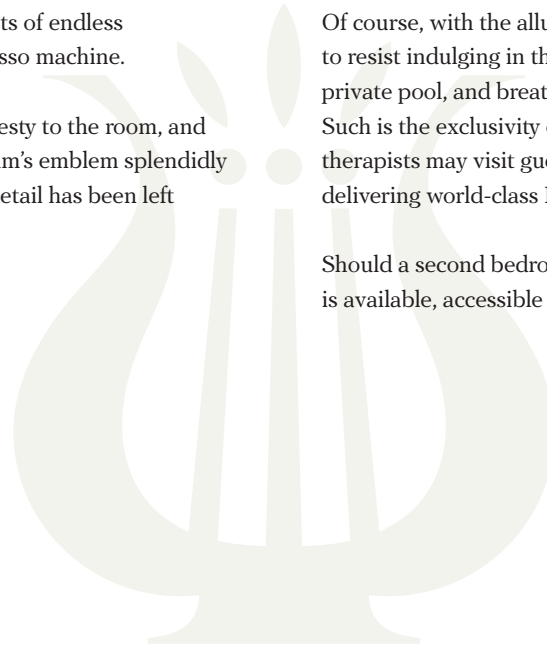 ts of endless
sso machine.
esty to the room, and
m's emblem splendidly
etail has been left
Of course, with the allu
to resist indulging in th
private pool, and breat
Such is the exclusivity
therapists may visit gue
delivering world-class
Should a second bedro
is available, accessible